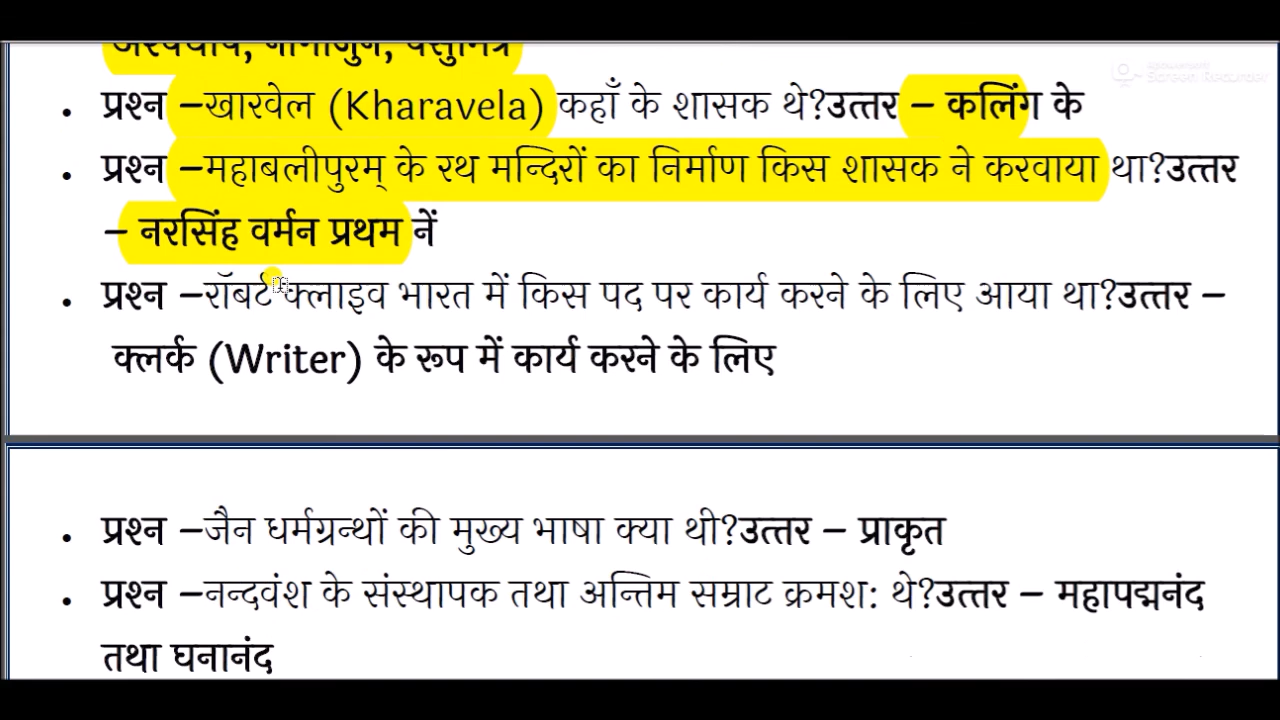 प्रश्न –खारवेल (Kharavela) कहाँ के शासक थे?उत्तर – कलिंग के
प्रश्न –महाबलीपुरम् के रथ मन्दिरों का निर्माण किस शासक ने करवाया था?उत्तर
– नरसिंह वर्मन प्रथम नें
प्रश्न –रॉबर्ट क्लाइव भारत में किस पद पर कार्य करने के लिए आया था?उत्तर –
क्लर्क (Writer) के रूप में कार्य करने के लिए
प्रश्न –जैन धर्मग्रन्थों की मुख्य भाषा क्या थी?उत्तर – प्राकृत
प्रश्न –नन्दवंश के संस्थापक तथा अन्तिम सम्राट क्रमश: थे?उत्तर – महापद्मनंद
तथा घनानंद